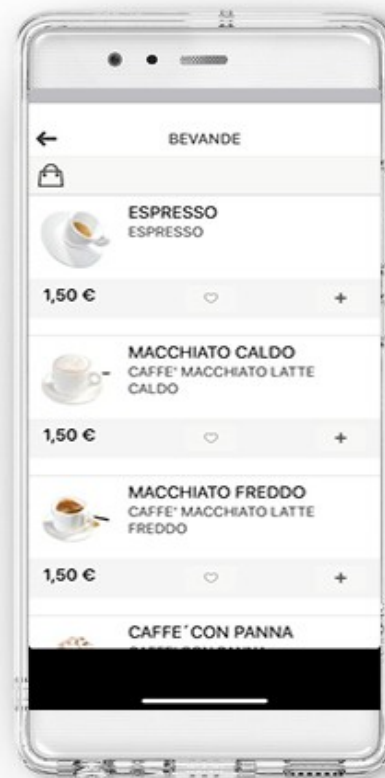 BEVANDE
ESPRESSO
ESPRESSO
1,50 €
MACCHIATO CALDO
CAFFE' MACCHIATO LATTE
CALDO
1,50 €
MACCHIATO FREDDO
CAFFE' MACCHIATO LATTE
FREDDO
1,50 €
CAFFE´CON PANNA